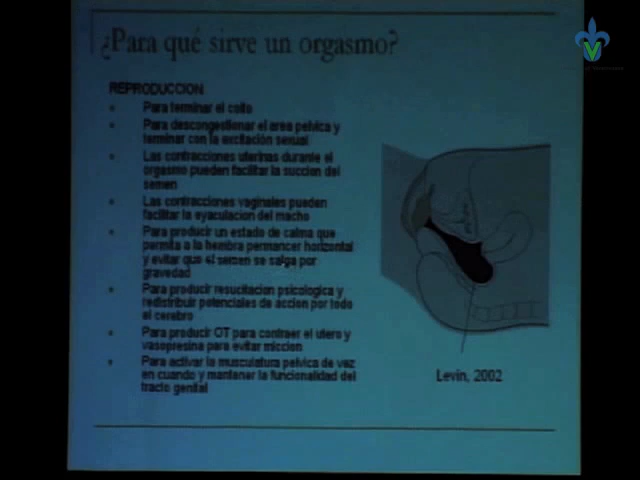 ¿Para qué sirve un orgasmo?
REPRODUCCION
Para terminar el coito
Para descongestionar el area pelvica y
terminar con la excitación sexual
Las contracciones uterinas durante el
orgasmo pueden facilitar la succion del
semen
Las contracciones vaginales pueden
facilitar la eyaculacion del macho
Para producir un estado de calma que
permita a la hembra permancer horizontal
y evitar que el semen se salga por
gravedad
Para producir resucitacion psicologica y
redistribuir potenciales de accion por todo
el cerebro
Para producir OT para contraer el utero y
vasopresina para evitar miccion
Para activar la musculatura pelvica de vez
en cuando y mantener la funcionalidad del
tracto genital
Levin, 2002